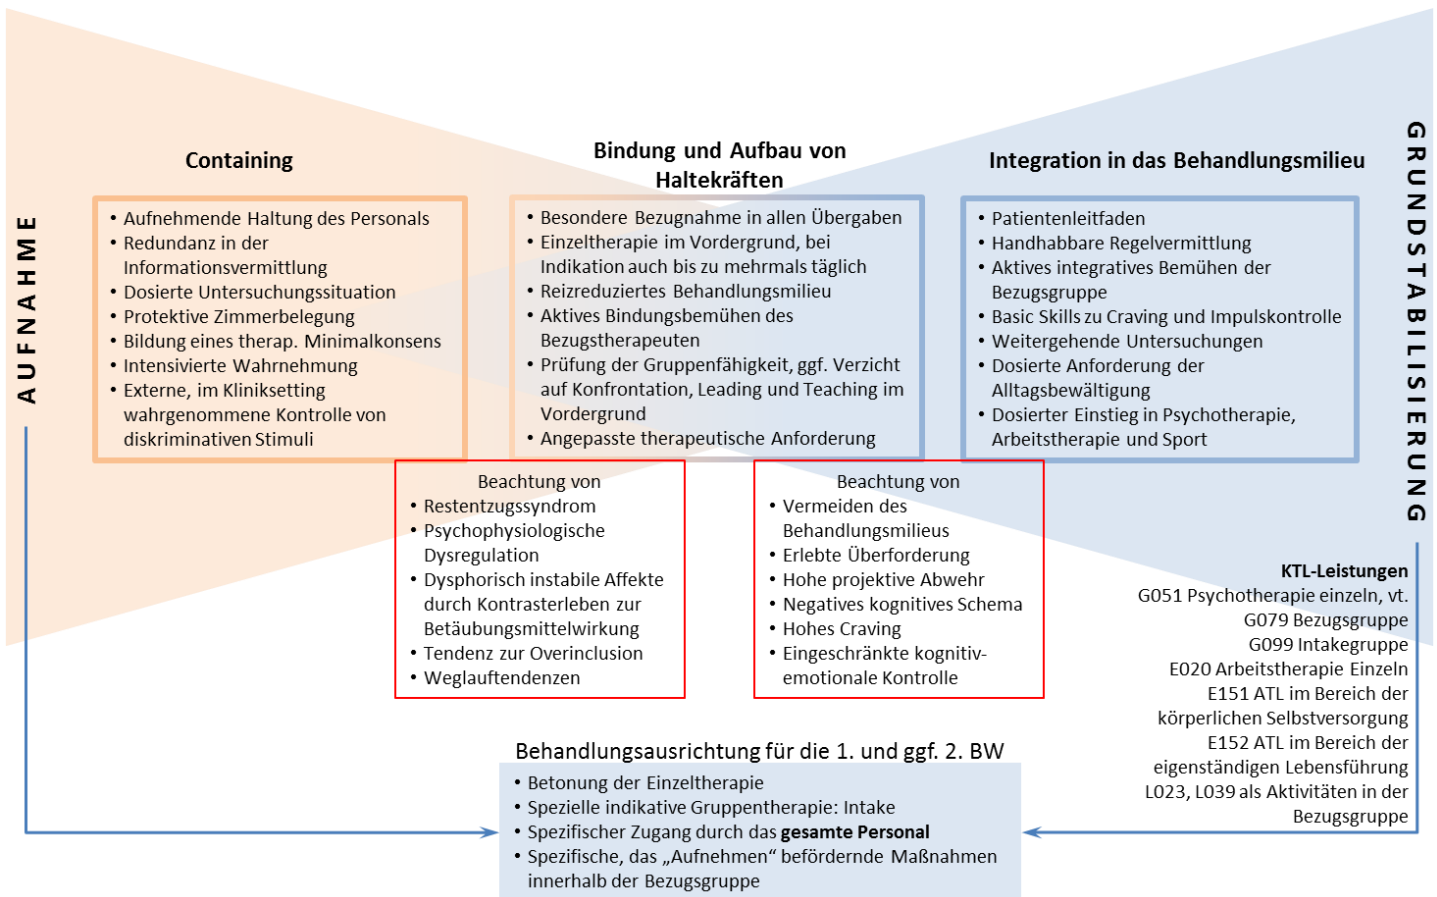 AUFNAHME
Containing
• Aufnehmende Haltung des Personals
• Redundanz in der
Informationsvermittlung
• Dosierte Untersuchungssituation
• Protektive Zimmerbelegung
• Bildung eines therap. Minimalkonsens
• Intensivierte Wahrnehmung
• Externe, im Kliniksetting
wahrgenommene Kontrolle von
diskriminativen Stimuli
Bindung und Aufbau von
Haltekräften
• Besondere Bezugnahme in allen Übergaben
• Einzeltherapie im Vordergrund, bei
Indikation auch bis zu mehrmals täglich
• Reizreduziertes Behandlungsmilieu
• Aktives Bindungsbemühen des
Bezugstherapeuten
• Prüfung der Gruppenfähigkeit, ggf. Verzicht
auf Konfrontation, Leading und Teaching im
Vordergrund
• Angepasste therapeutische Anforderung
Integration in das Behandlungsmilieu
• Patientenleitfaden
• Handhabbare Regelvermittlung
• Aktives integratives Bemühen der
Bezugsgruppe
• Basic Skills zu Craving und Impulskontrolle
• Weitergehende Untersuchungen
• Dosierte Anforderung der
Alltagsbewältigung
• Dosierter Einstieg in Psychotherapie,
Arbeitstherapie und Sport
GRUNDSTABILISIERUNG
Beachtung von
• Restentzugssyndrom
• Psychophysiologische
Dysregulation
• Dysphorisch instabile Affekte
durch Kontrasterleben zur
Betäubungsmittelwirkung
• Tendenz zur Overinclusion
• Weglauftendenzen
Beachtung von
• Vermeiden des
Behandlungsmilieus
• Erlebte Überforderung
• Hohe projektive Abwehr
• Negatives kognitives Schema
• Hohes Craving
• Eingeschränkte kognitiv-
emotionale Kontrolle
KTL-Leistungen
G051 Psychotherapie einzeln, vt.
G079 Bezugsgruppe
G099 Intakegruppe
E020 Arbeitstherapie Einzeln
E151 ATL im Bereich der
körperlichen Selbstversorgung
E152 ATL im Bereich der
eigenständigen Lebensführung
L023, L039 als Aktivitäten in der
Bezugsgruppe
Behandlungsausrichtung für die 1. und ggf. 2. BW
• Betonung der Einzeltherapie
• Spezielle indikative Gruppentherapie: Intake
• Spezifischer Zugang durch das gesamte Personal
• Spezifische, das „Aufnehmen“ befördernde Maßnahmen
innerhalb der Bezugsgruppe